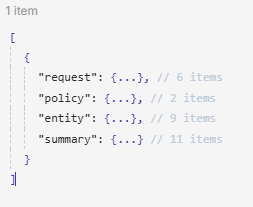 1 item
[
{
"request": {...}, // 6 items
"policy": {...}, // 2 items
"entity": {...}, // 9 items
"summary": {...} // 11 items
}
]